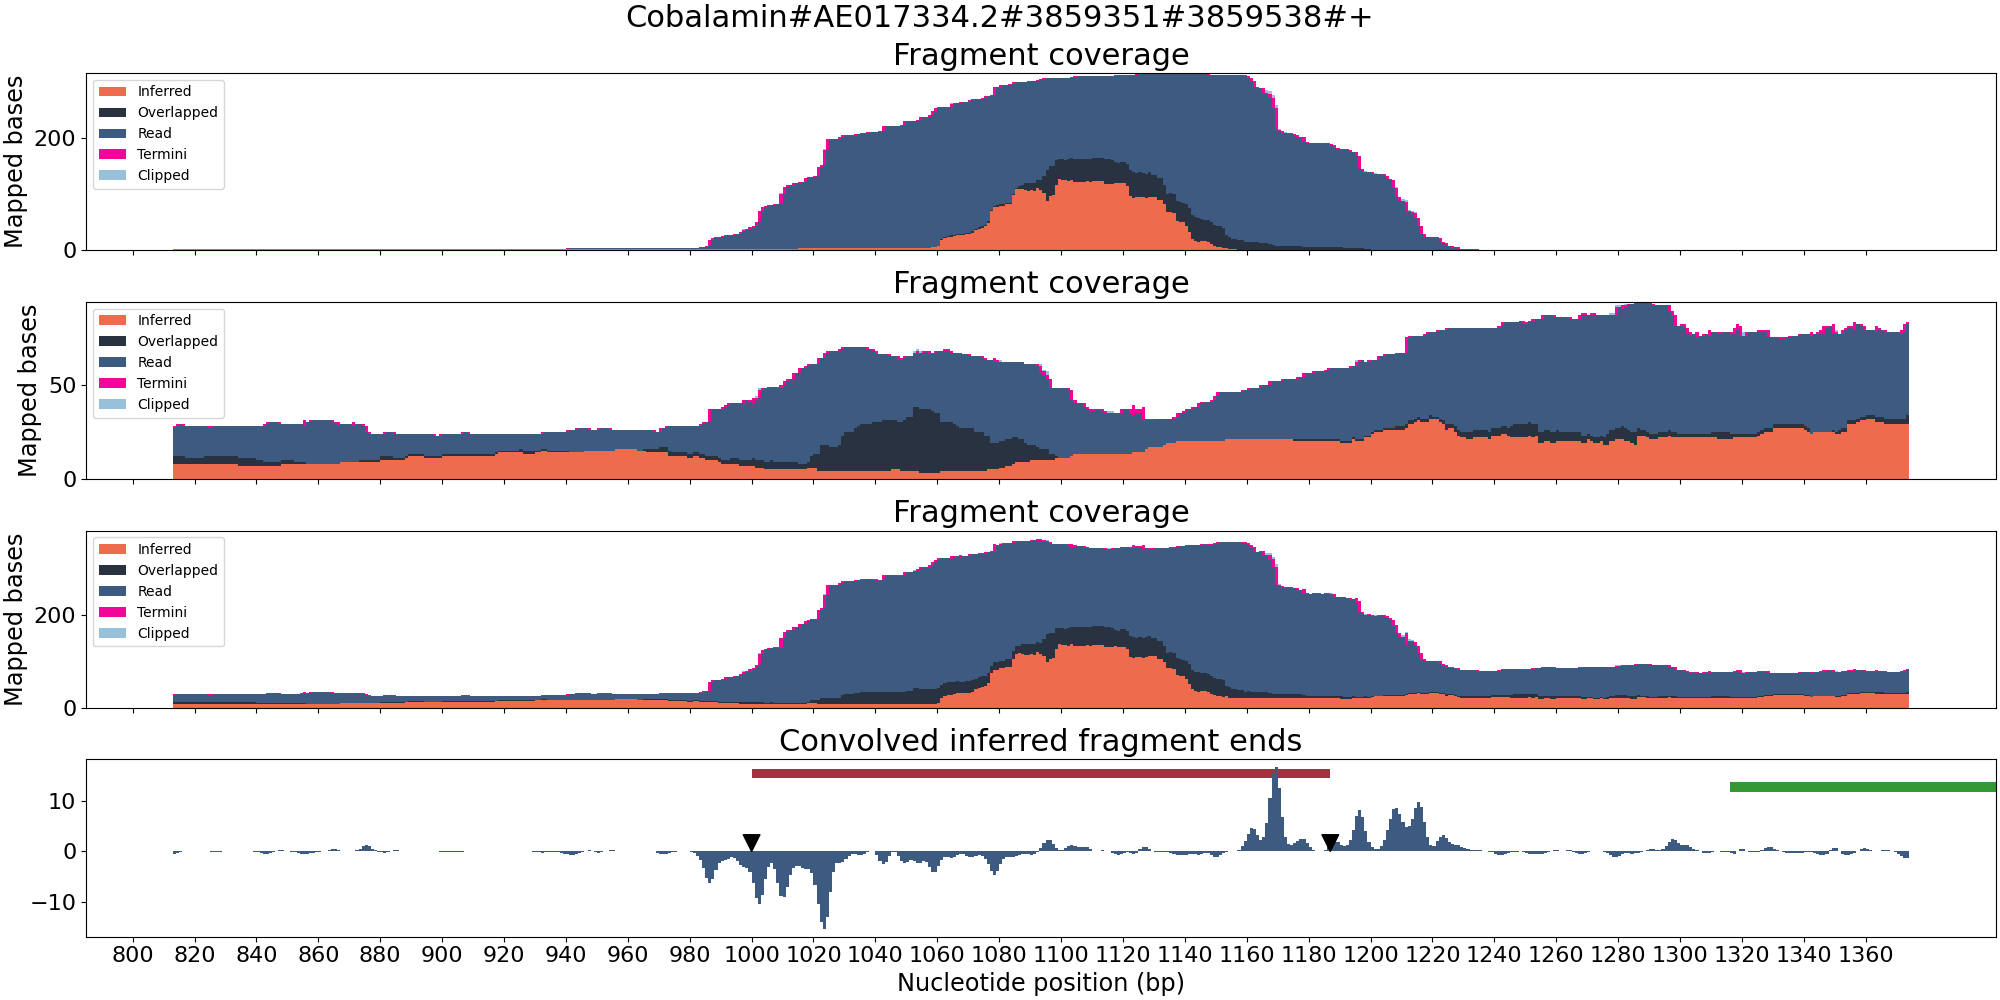 Cobalamin#AE017334.2#3859351#3859538#+
Fragment coverage
Mapped bases
200
0
Inferred
Overlapped
Read
Termini
Clipped
Fragment coverage
Mapped bases
50
0
Inferred
Overlapped
Read
Termini
Clipped
Fragment coverage
Mapped bases
200
0
Inferred
Overlapped
Read
Termini
Clipped
Convolved inferred fragment ends
10
0
−10
800 820 840 860 880 900 920 940 960 980 1000 1020 1040 1060 1080 1100 1120 1140 1160 1180 1200 1220 1240 1260 1280 1300 1320 1340 1360
Nucleotide position (bp)